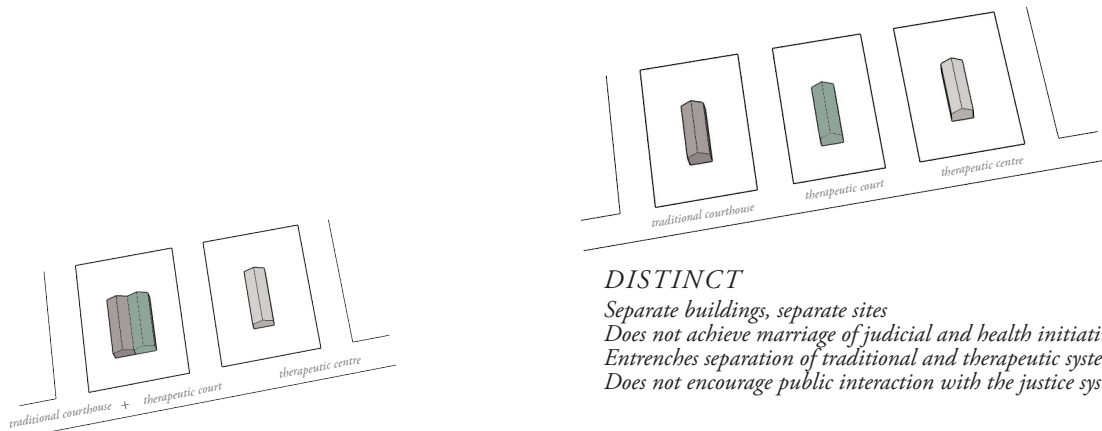 traditional courthouse + therapeutic court
therapeutic centre
traditional courthouse
therapeutic court
therapeutic centre
DISTINCT
Separate buildings, separate sites
Does not achieve marriage of judicial and health
Entrenches separation of traditional and therapeutic
Does not encourage public interaction with the justice